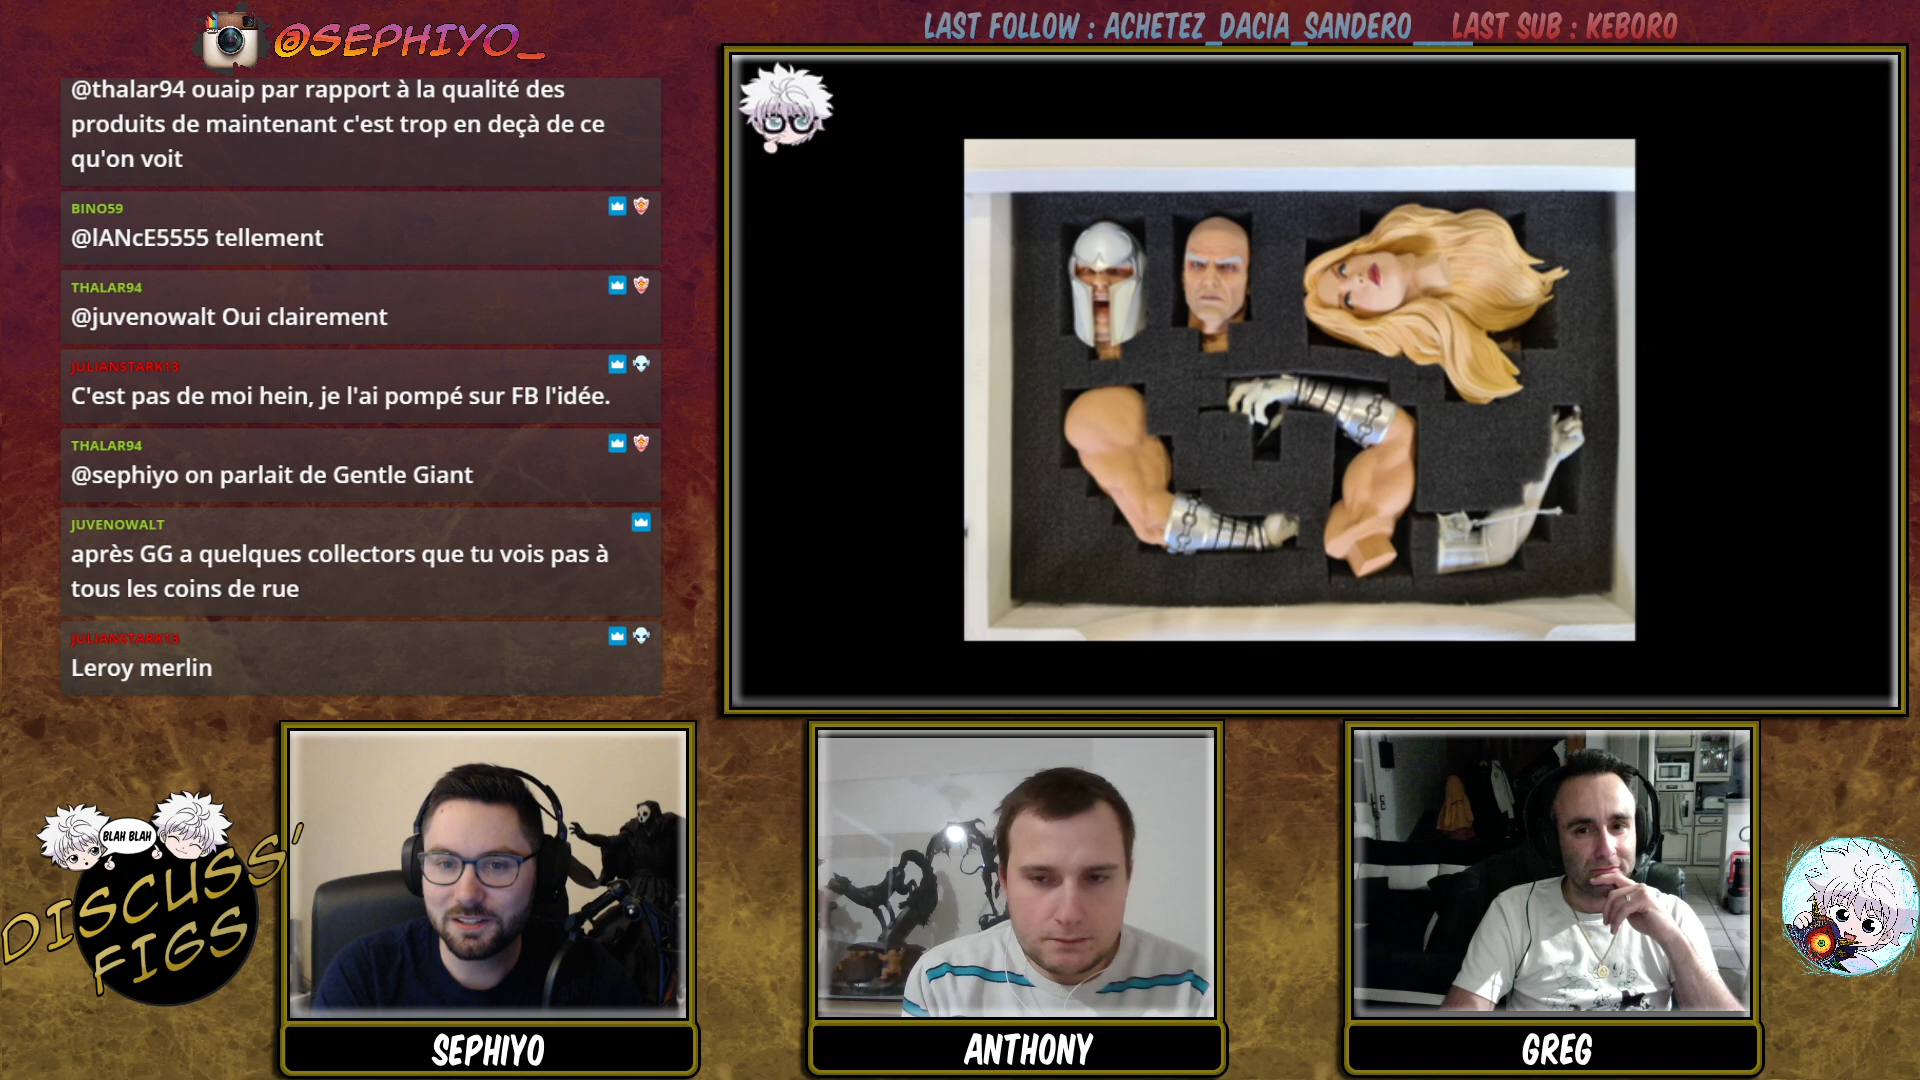 @SEPHIYO_
LAST FOLLOW : ACHETEZ_DACIA_SANDERO____
LAST SUB : KEBORO
@thalar94 ouaip par rapport à la qualité des
produits de maintenant c'est trop en deçà de ce
qu'on voit
BINO59
@lANcE5555 tellement
THALAR94
@juvenowalt Oui clairement
JULIANSTARK13
C'est pas de moi hein, je l'ai pompé sur FB l'idée.
THALAR94
@sephiyo on parlait de Gentle Giant
JUVENOWALT
après GG a quelques collectors que tu vois pas à
tous les coins de rue
JULIANSTARK13
Leroy merlin
BLAH BLAH
DISCUSS'
FIGS
SEPHIYO
ANTHONY
GREG